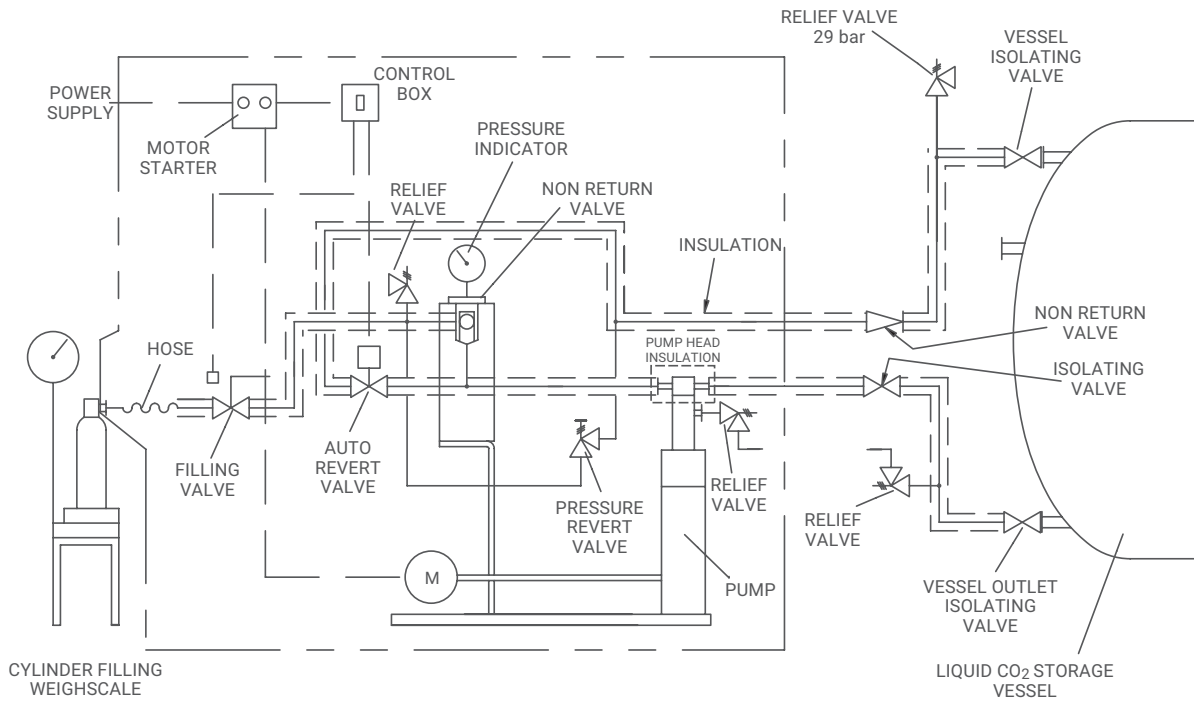 RELIEF VALVE
29 bar
VESSEL
ISOLATING
VALVE
POWER
SUPPLY
CONTROL
BOX
MOTOR
STARTER
PRESSURE
INDICATOR
RELIEF
VALVE
NON RETURN
VALVE
INSULATION
NON RETURN
VALVE
HOSE
PUMP HEAD
INSULATION
ISOLATING
VALVE
FILLING
VALVE
AUTO
REVERT
VALVE
PRESSURE
REVERT
VALVE
RELIEF
VALVE
RELIEF
VALVE
M
PUMP
VESSEL OUTLET
ISOLATING
VALVE
CYLINDER FILLING
WEIGHSCALE
LIQUID CO2 STORAGE
VESSEL